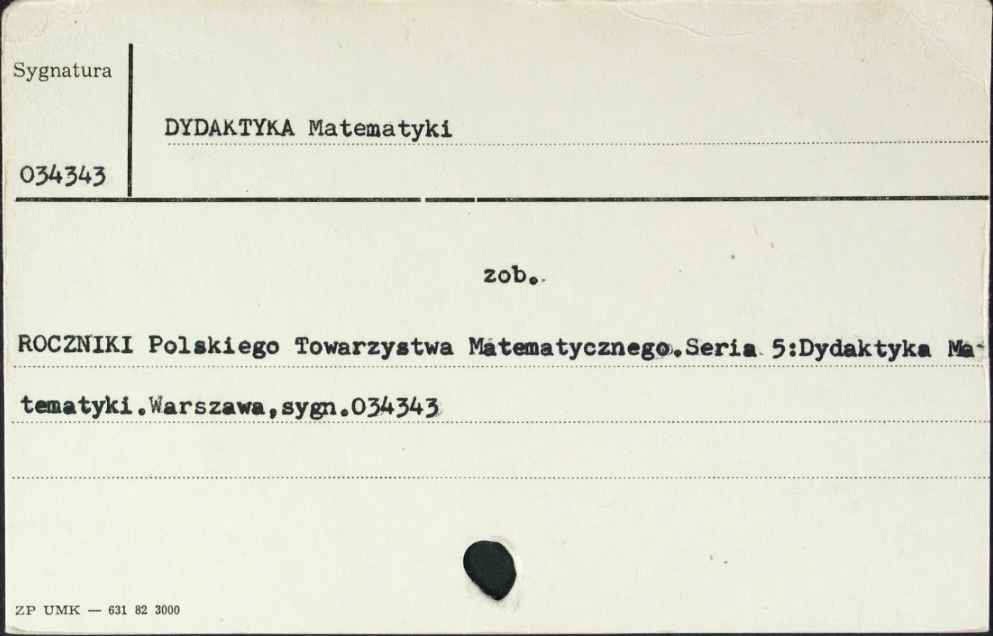 Sygnatura
DYDAKTYKA Matematyki
034343
zob.
ROCZNIKI Polskiego Towarzystwa Matematycznego.Seria 5:Dydaktyka Ma-
tematyki.Warszawa,sygn.034343
ZP UMK — 631 82 3000